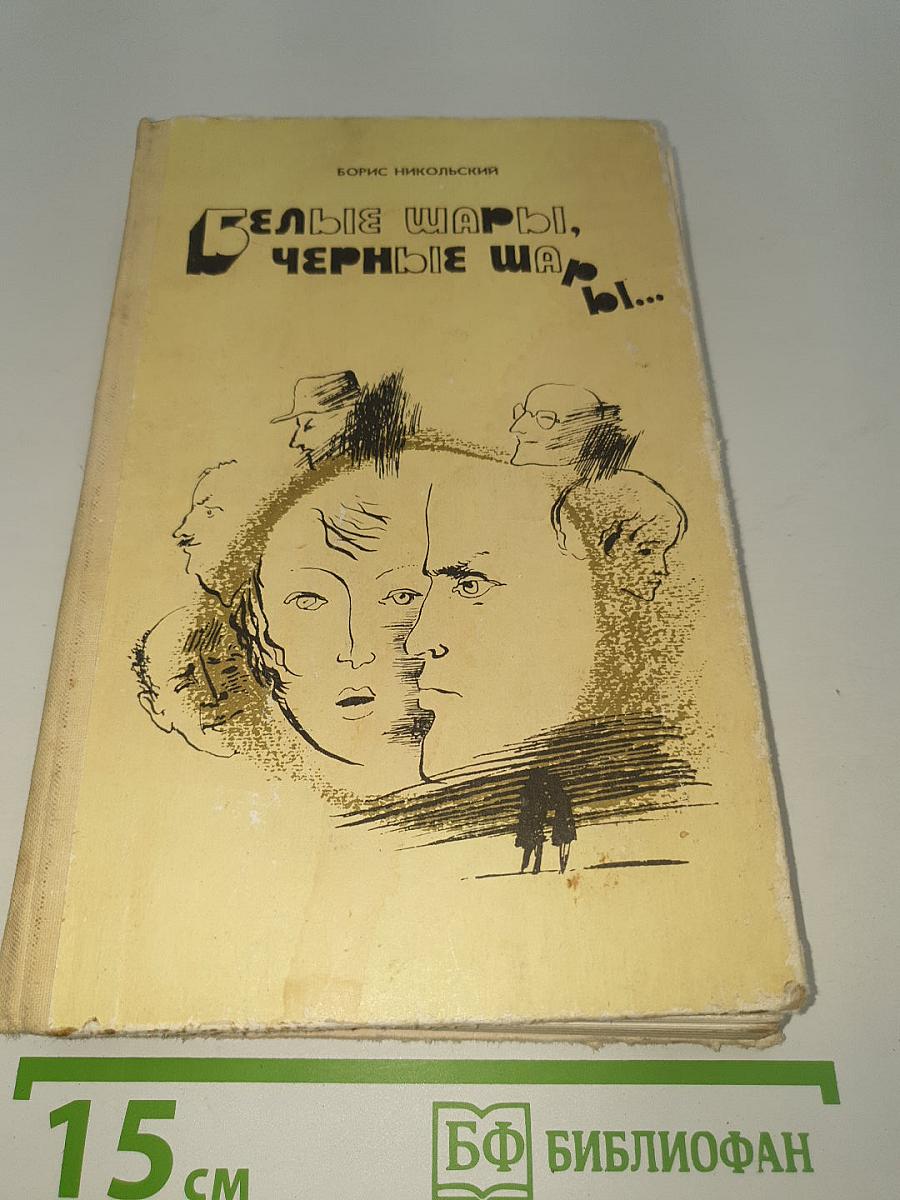 БОРИС НИКОЛЬСКИЙ
БЕЛЫЕ ШАРЫ,
ЧЕРНЫЕ ШАРЫ...
15 см
БФ БИБЛИОФАН